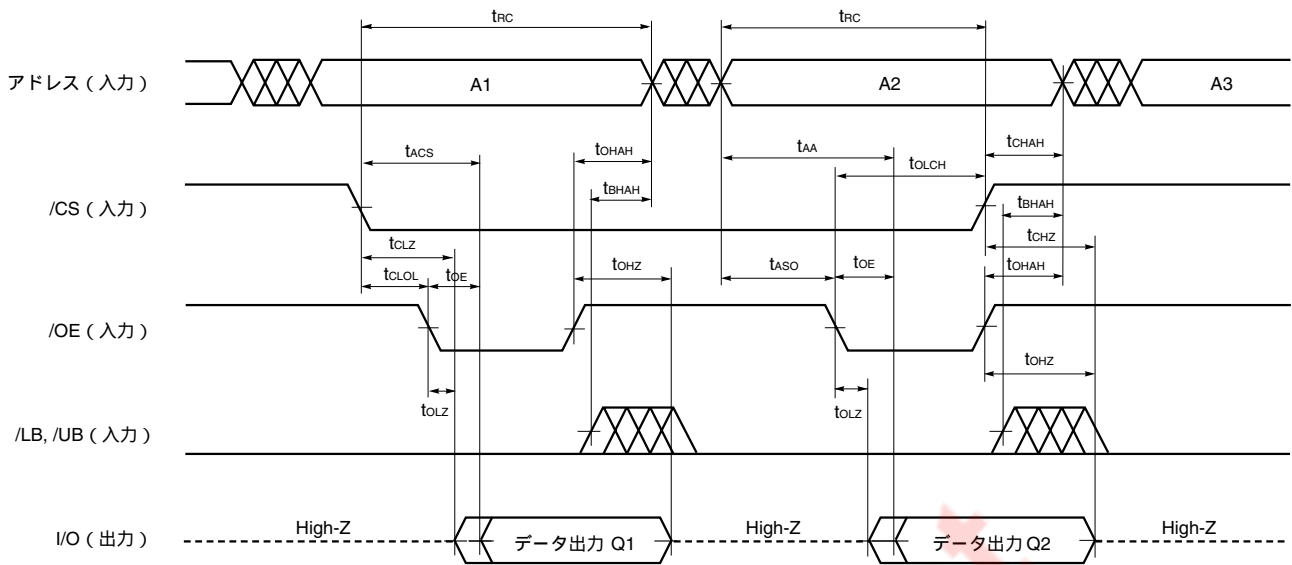 tRC tRC
アドレス(入力) A1 A2 A3
tACS tOHAH tAA tCHAH
tOLCH
tBHAH
/CS(入力)
tBHAH
tCLZ tCHZ
tCLOL tOE tOHZ tASO tOE tOHAH
/OE(入力)
tOHZ
tOLZ tOLZ
/LB, /UB(入力)
I/O(出力) High-Z データ出力 Q1 High-Z データ出力 Q2 High-Z